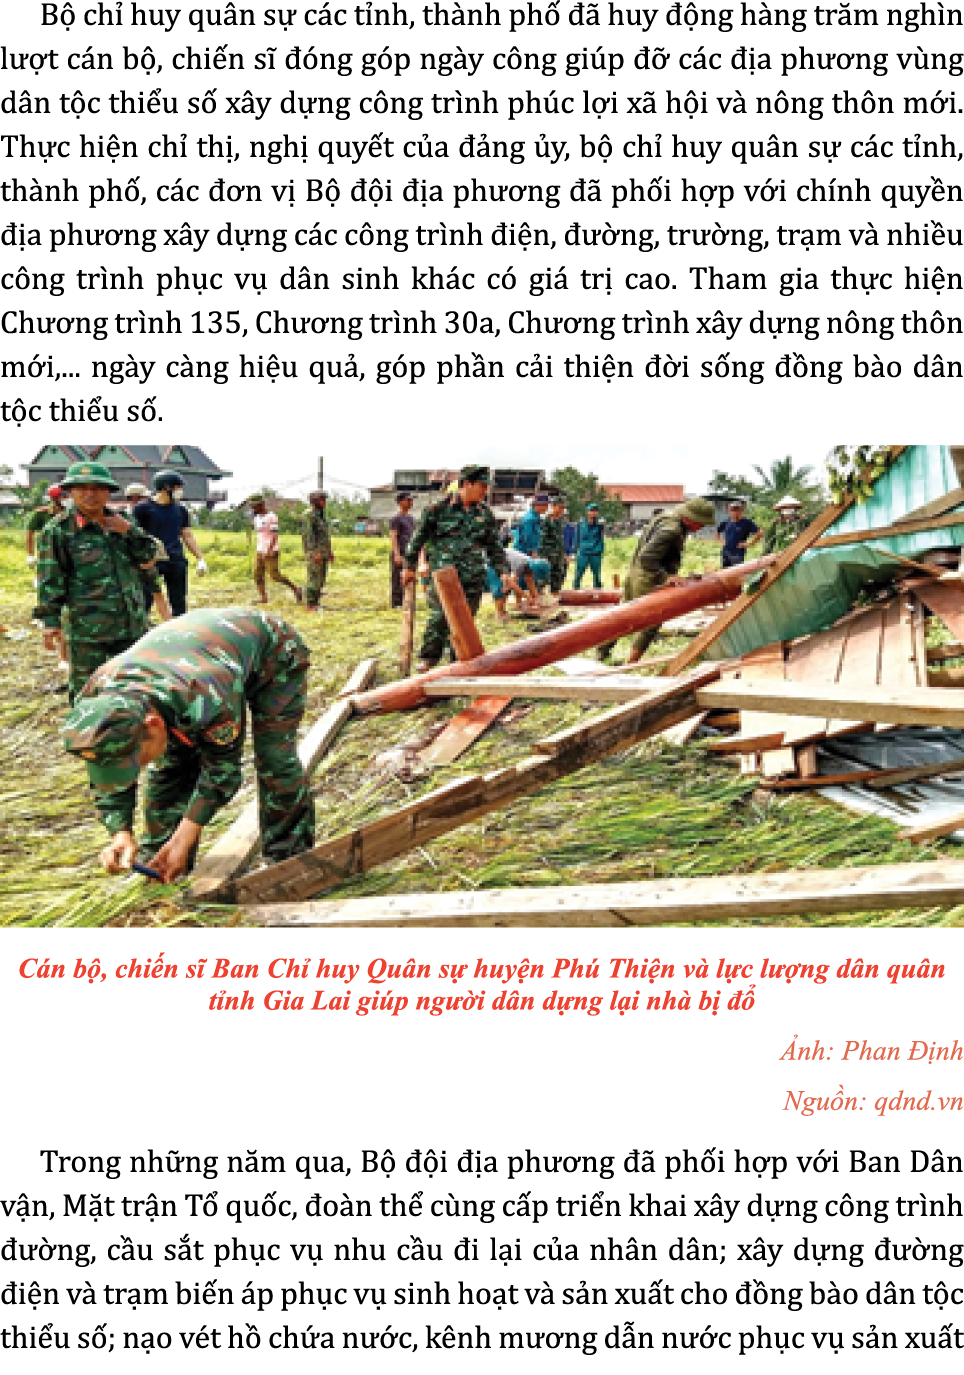 Bộ chỉ huy quân sự các tỉnh, thành phố đã huy động hàng trăm nghìn
lượt cán bộ, chiến sĩ đóng góp ngày công giúp đỡ các địa phương vùng
dân tộc thiểu số xây dựng công trình phúc lợi xã hội và nông thôn mới.
Thực hiện chỉ thị, nghị quyết của đảng ủy, bộ chỉ huy quân sự các tỉnh,
thành phố, các đơn vị Bộ đội địa phương đã phối hợp với chính quyền
địa phương xây dựng các công trình điện, đường, trường, trạm và nhiều
công trình phục vụ dân sinh khác có giá trị cao. Tham gia thực hiện
Chương trình 135, Chương trình 30a, Chương trình xây dựng nông thôn
mới,... ngày càng hiệu quả, góp phần cải thiện đời sống đồng bào dân
tộc thiểu số.
Cán bộ, chiến sĩ Ban Chỉ huy Quân sự huyện Phú Thiện và lực lượng dân quân
tỉnh Gia Lai giúp người dân dựng lại nhà bị đổ
Ảnh: Phan Định
Nguồn: qdnd.vn
Trong những năm qua, Bộ đội địa phương đã phối hợp với Ban Dân
vận, Mặt trận Tổ quốc, đoàn thể cùng cấp triển khai xây dựng công trình
đường, cầu sắt phục vụ nhu cầu đi lại của nhân dân; xây dựng đường
điện và trạm biến áp phục vụ sinh hoạt và sản xuất cho đồng bào dân tộc
thiểu số; nạo vét hồ chứa nước, kênh mương dẫn nước phục vụ sản xuất